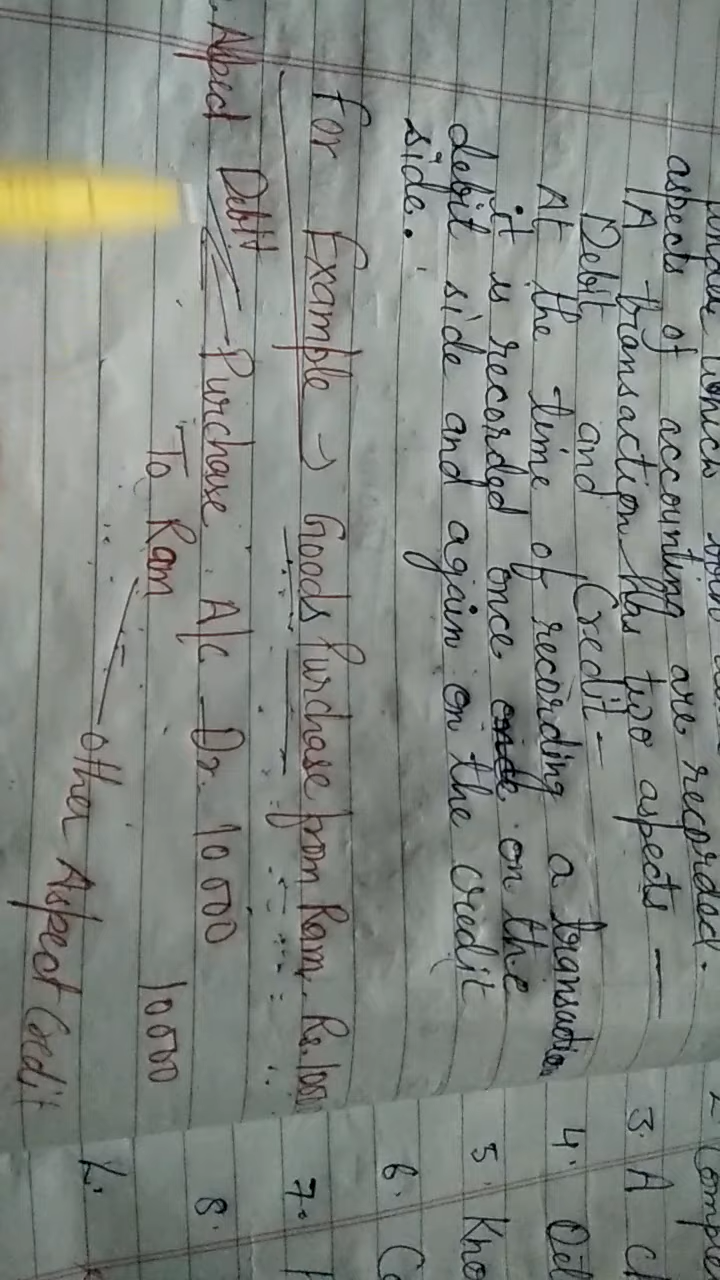 which
aspects of accounting are recorded.
A transaction has two aspects —
Debit and Credit -
At the time of recording a transaction
it is recorded once on the
debit side and again on the credit
side.
For Example → Goods Purchase from Ram, Rs.
Aspect Debit Purchase A/c Dr. 10000
To Ram 10000
other Aspect Credit
3. A
4.
5. Kno
6.
7.
8.